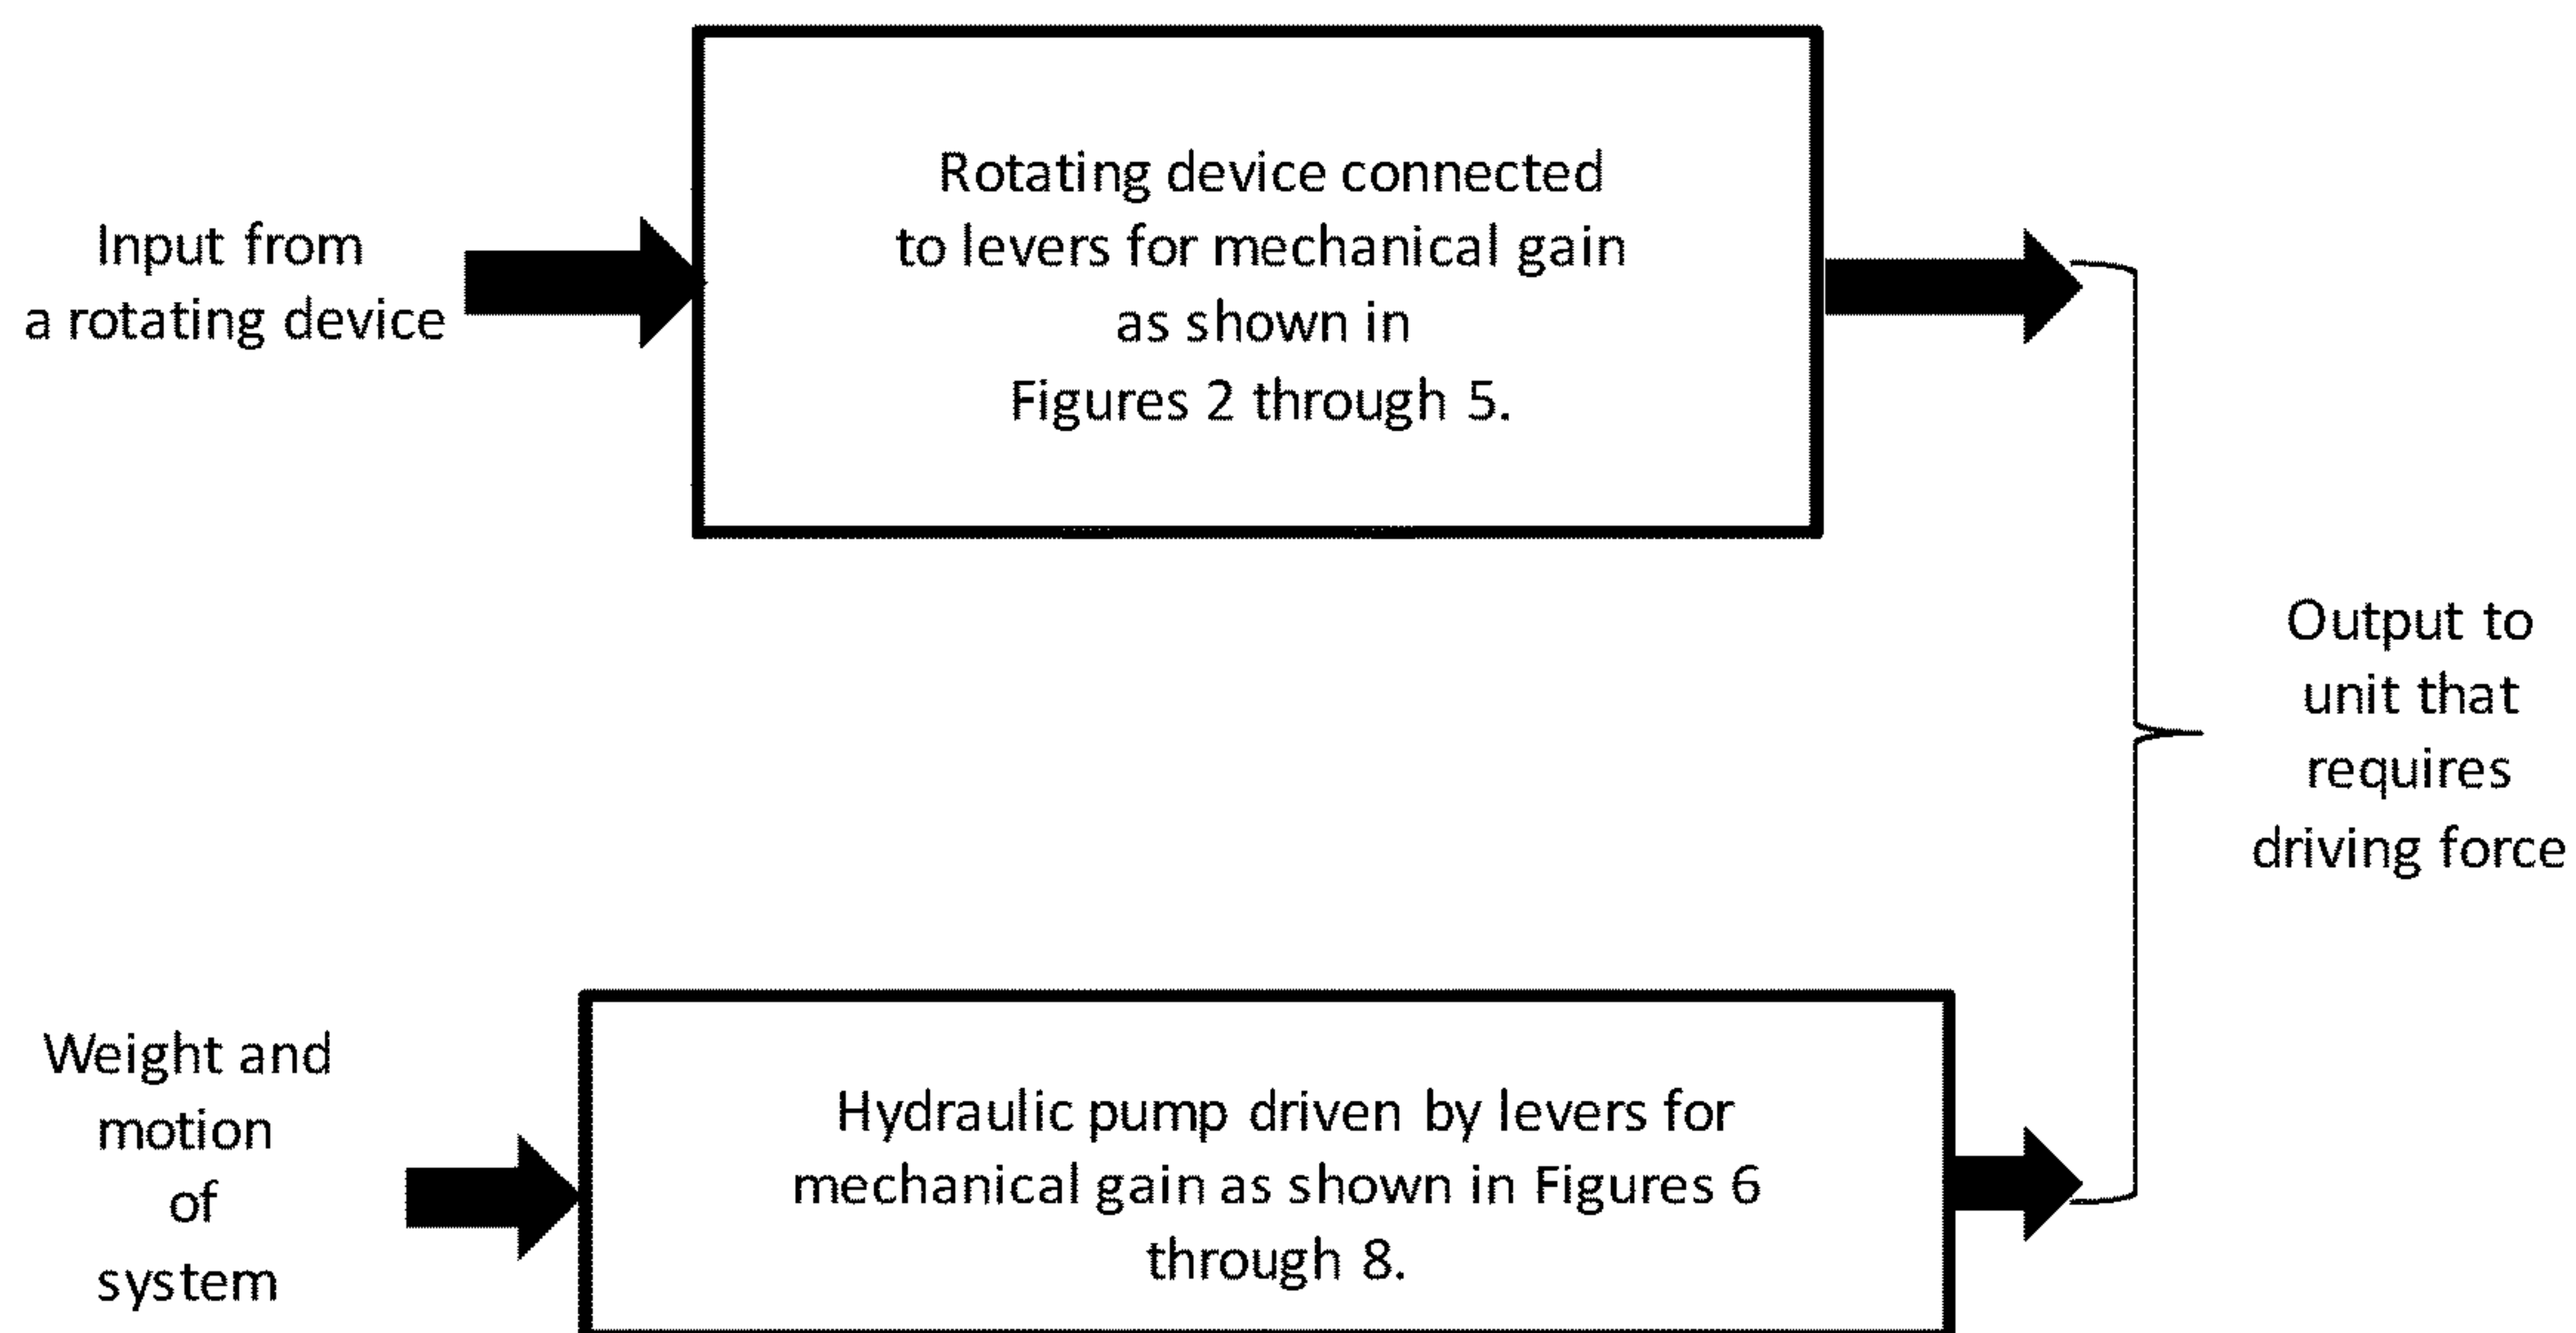 Input from
a rotating device
Rotating device connected
to levers for mechanical gain
as shown in
Figures 2 through 5.
Output to
unit that
requires
driving force
Weight and
motion
of
system
Hydraulic pump driven by levers for
mechanical gain as shown in Figures 6
through 8.